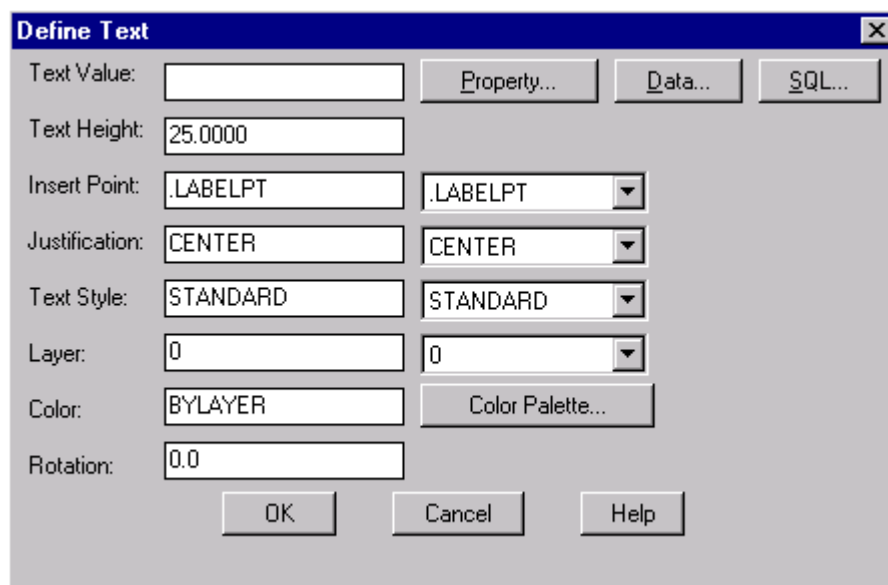 Define Text
Text Value: Property... Data... SQL...
Text Height: 25.0000
Insert Point: .LABELPT .LABELPT
Justification: CENTER CENTER
Text Style: STANDARD STANDARD
Layer: 0 0
Color: BYLAYER Color Palette...
Rotation: 0.0
OK Cancel Help